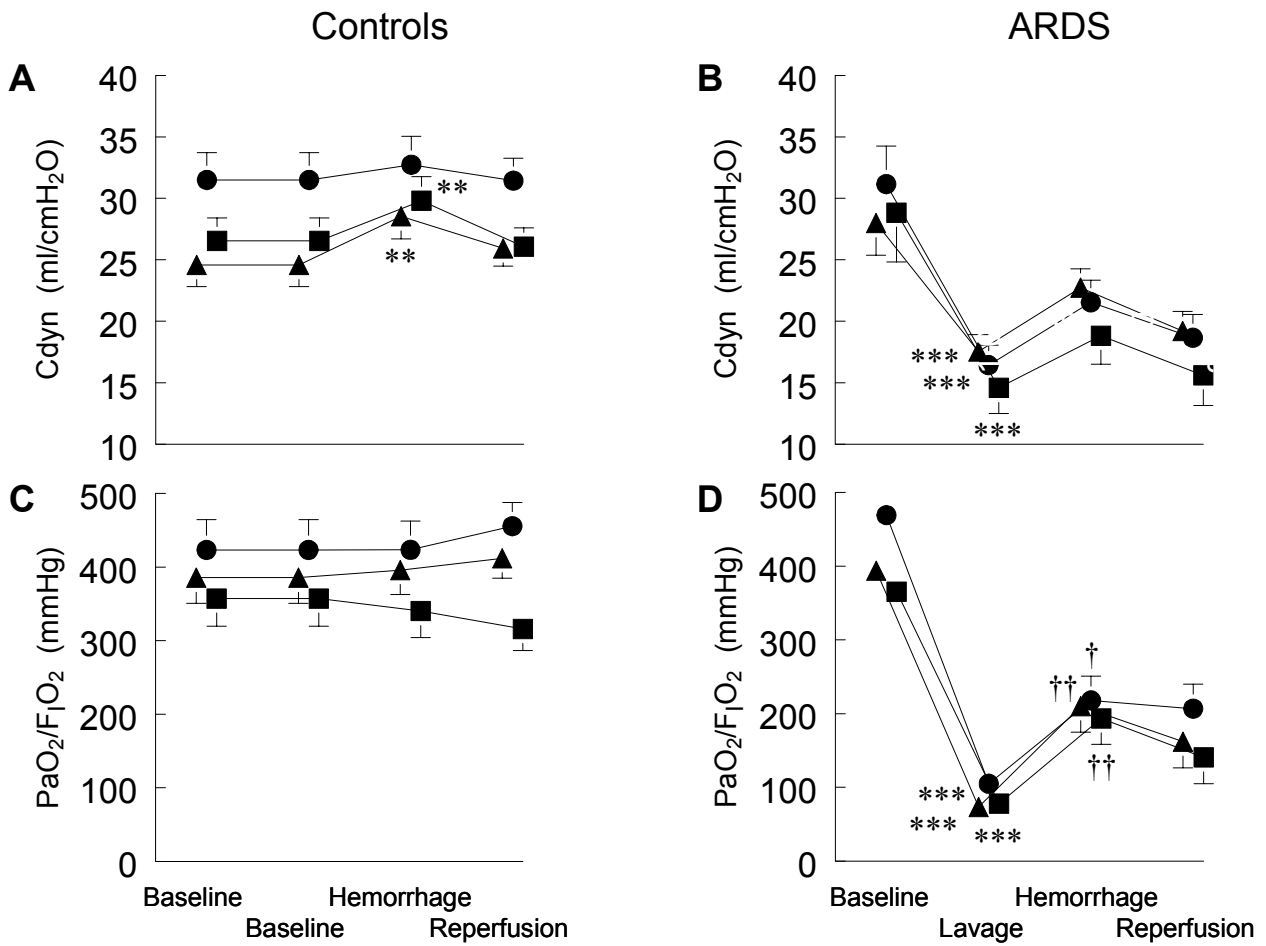 Controls
ARDS
A
40
35
30
25
20
15
10
Cdyn (ml/cmH₂O)
**
**
B
40
35
30
25
20
15
10
Cdyn (ml/cmH₂O)
***
***
***
C
500
400
300
200
100
0
PaO₂/FIO₂ (mmHg)
D
500
400
300
200
100
0
PaO₂/FIO₂ (mmHg)
†
††
††
***
***
***
Baseline
Baseline
Hemorrhage
Reperfusion
Baseline
Lavage
Hemorrhage
Reperfusion